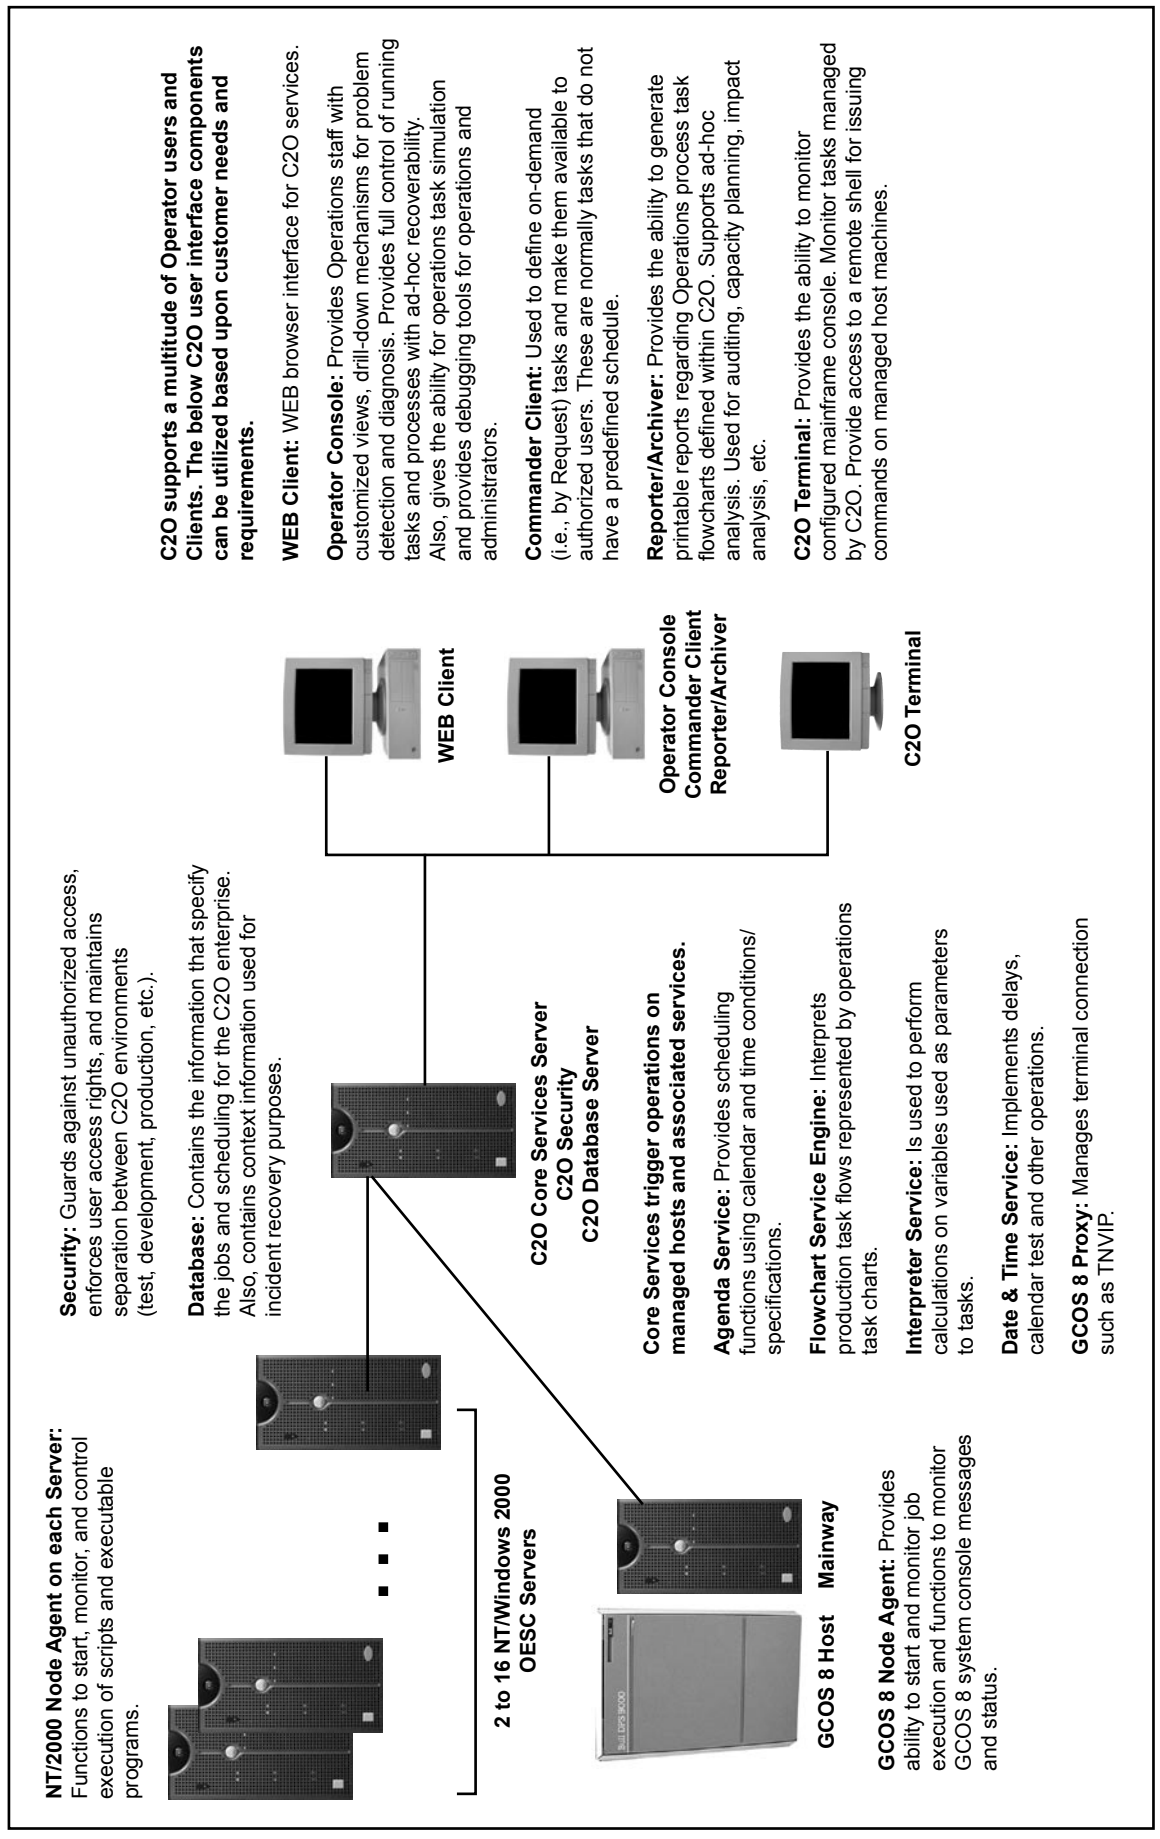 NT/2000 Node Agent on each Server:
Functions to start, monitor, and control
execution of scripts and executable
programs.
2 to 16 NT/Windows 2000
OESC Servers
Bull DPS 9000
GCOS 8 Host
Mainway
GCOS 8 Node Agent: Provides
ability to start and monitor job
execution and functions to monitor
GCOS 8 system console messages
and status.
Security: Guards against unauthorized access,
enforces user access rights, and maintains
separation between C2O environments
(test, development, production, etc.).
Database: Contains the information that specify
the jobs and scheduling for the C2O enterprise.
Also, contains context information used for
incident recovery purposes.
C2O Core Services Server
C2O Security
C2O Database Server
Core Services trigger operations on
managed hosts and associated services.
Agenda Service: Provides scheduling
functions using calendar and time conditions/
specifications.
Flowchart Service Engine: Interprets
production task flows represented by operations
task charts.
Interpreter Service: Is used to perform
calculations on variables used as parameters
to tasks.
Date & Time Service: Implements delays,
calendar test and other operations.
GCOS 8 Proxy: Manages terminal connection
such as TNVIP.
WEB Client
Operator Console
Commander Client
Reporter/Archiver
C2O Terminal
C2O supports a multitude of Operator users and
Clients. The below C2O user interface components
can be utilized based upon customer needs and
requirements.
WEB Client: WEB browser interface for C2O services.
Operator Console: Provides Operations staff with
customized views, drill-down mechanisms for problem
detection and diagnosis. Provides full control of running
tasks and processes with ad-hoc recoverability.
Also, gives the ability for operations task simulation
and provides debugging tools for operations and
administrators.
Commander Client: Used to define on-demand
(i.e., by Request) tasks and make them available to
authorized users. These are normally tasks that do not
have a predefined schedule.
Reporter/Archiver: Provides the ability to generate
printable reports regarding Operations process task
flowcharts defined within C2O. Supports ad-hoc
analysis. Used for auditing, capacity planning, impact
analysis, etc.
C2O Terminal: Provides the ability to monitor
configured mainframe console. Monitor tasks managed
by C2O. Provide access to a remote shell for issuing
commands on managed host machines.